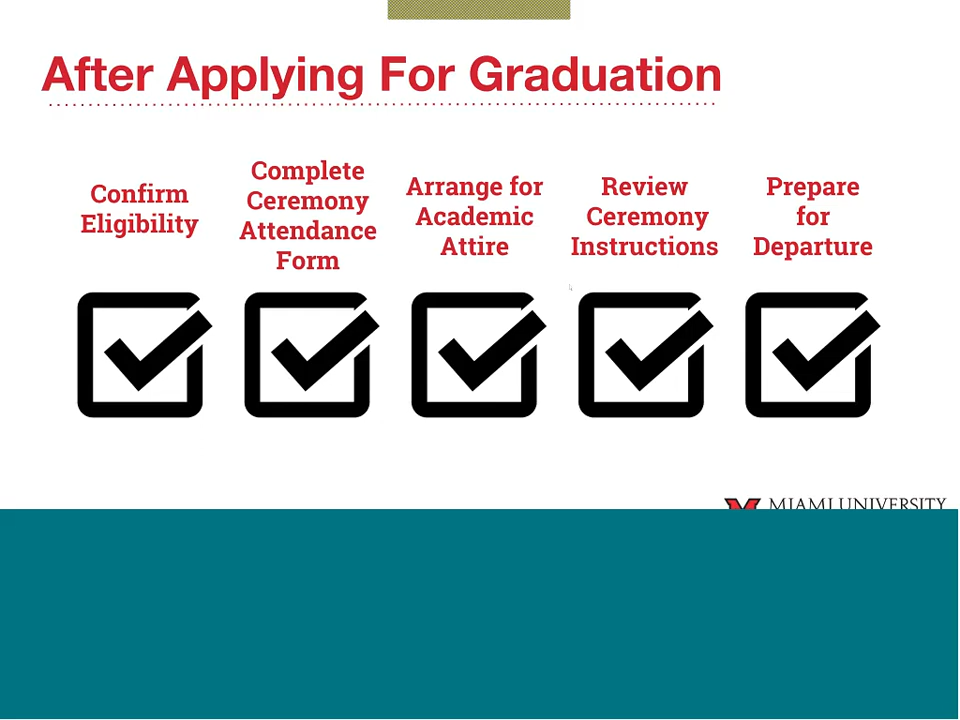 After Applying For Graduation
Confirm
Eligibility
Complete
Ceremony
Attendance
Form
Arrange for
Academic
Attire
Review
Ceremony
Instructions
Prepare
for
Departure
MIAMI UNIVERSITY